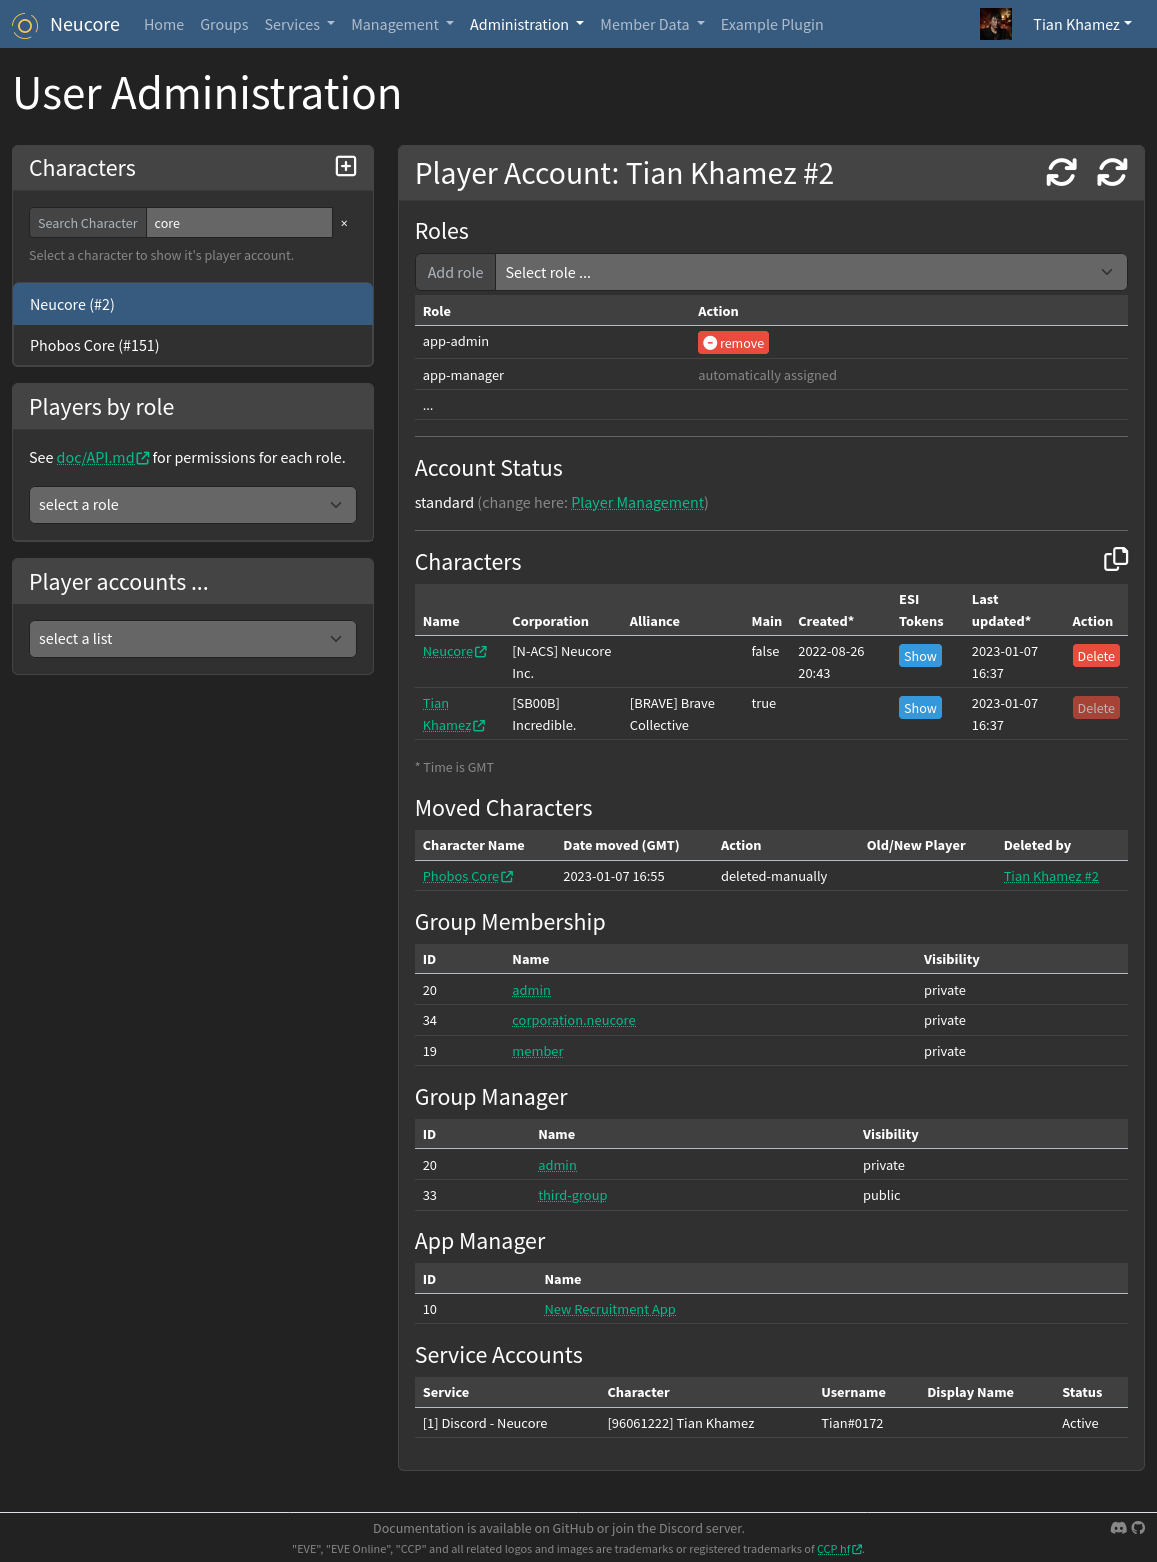 Neucore Home Groups Services Management Administration Member Data Example Plugin Tian Khamez
User Administration
Characters
Search Character core ×
Select a character to show it's player account.
Neucore (#2)
Phobos Core (#151)
Players by role
See doc/API.md for permissions for each role.
select a role
Player accounts ...
select a list
Player Account: Tian Khamez #2
Roles
Add role Select role ...
Role Action
app-admin remove
app-manager automatically assigned
...
Account Status
standard (change here: Player Management)
Characters
Name Corporation Alliance Main Created* ESI Tokens Last updated* Action
Neucore [N-ACS] Neucore Inc. false 2022-08-26 20:43 Show 2023-01-07 16:37 Delete
Tian Khamez [SB00B] Incredible. [BRAVE] Brave Collective true Show 2023-01-07 16:37 Delete
* Time is GMT
Moved Characters
Character Name Date moved (GMT) Action Old/New Player Deleted by
Phobos Core 2023-01-07 16:55 deleted-manually Tian Khamez #2
Group Membership
ID Name Visibility
20 admin private
34 corporation.neucore private
19 member private
Group Manager
ID Name Visibility
20 admin private
33 third-group public
App Manager
ID Name
10 New Recruitment App
Service Accounts
Service Character Username Display Name Status
[1] Discord - Neucore [96061222] Tian Khamez Tian#0172 Active
Documentation is available on GitHub or join the Discord server.
"EVE", "EVE Online", "CCP" and all related logos and images are trademarks or registered trademarks of CCP hf.